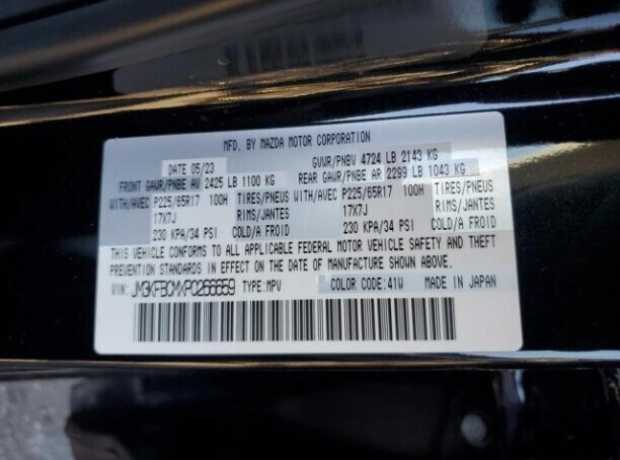 MFD. BY MAZDA MOTOR CORPORATION
DATE 05/23 GVWR/PNBV 4724 LB 2143 KG
FRONT GAWR/PNBE AV 2425 LB 1100 KG REAR GAWR/PNBE AR 2299 LB 1043 KG
WITH/AVEC P225/65R17 100H TIRES/PNEUS WITH/AVEC P225/65R17 100H TIRES/PNEUS
17X7J RIMS/JANTES 17X7J RIMS/JANTES
230 KPA/34 PSI COLD/A FROID 230 KPA/34 PSI COLD/A FROID
THIS VEHICLE CONFORMS TO ALL APPLICABLE FEDERAL MOTOR VEHICLE SAFETY AND THEFT
PREVENTION STANDARDS IN EFFECT ON THE DATE OF MANUFACTURE SHOWN ABOVE.
VIN: TYPE: MPV COLOR CODE: 41W MADE IN JAPAN